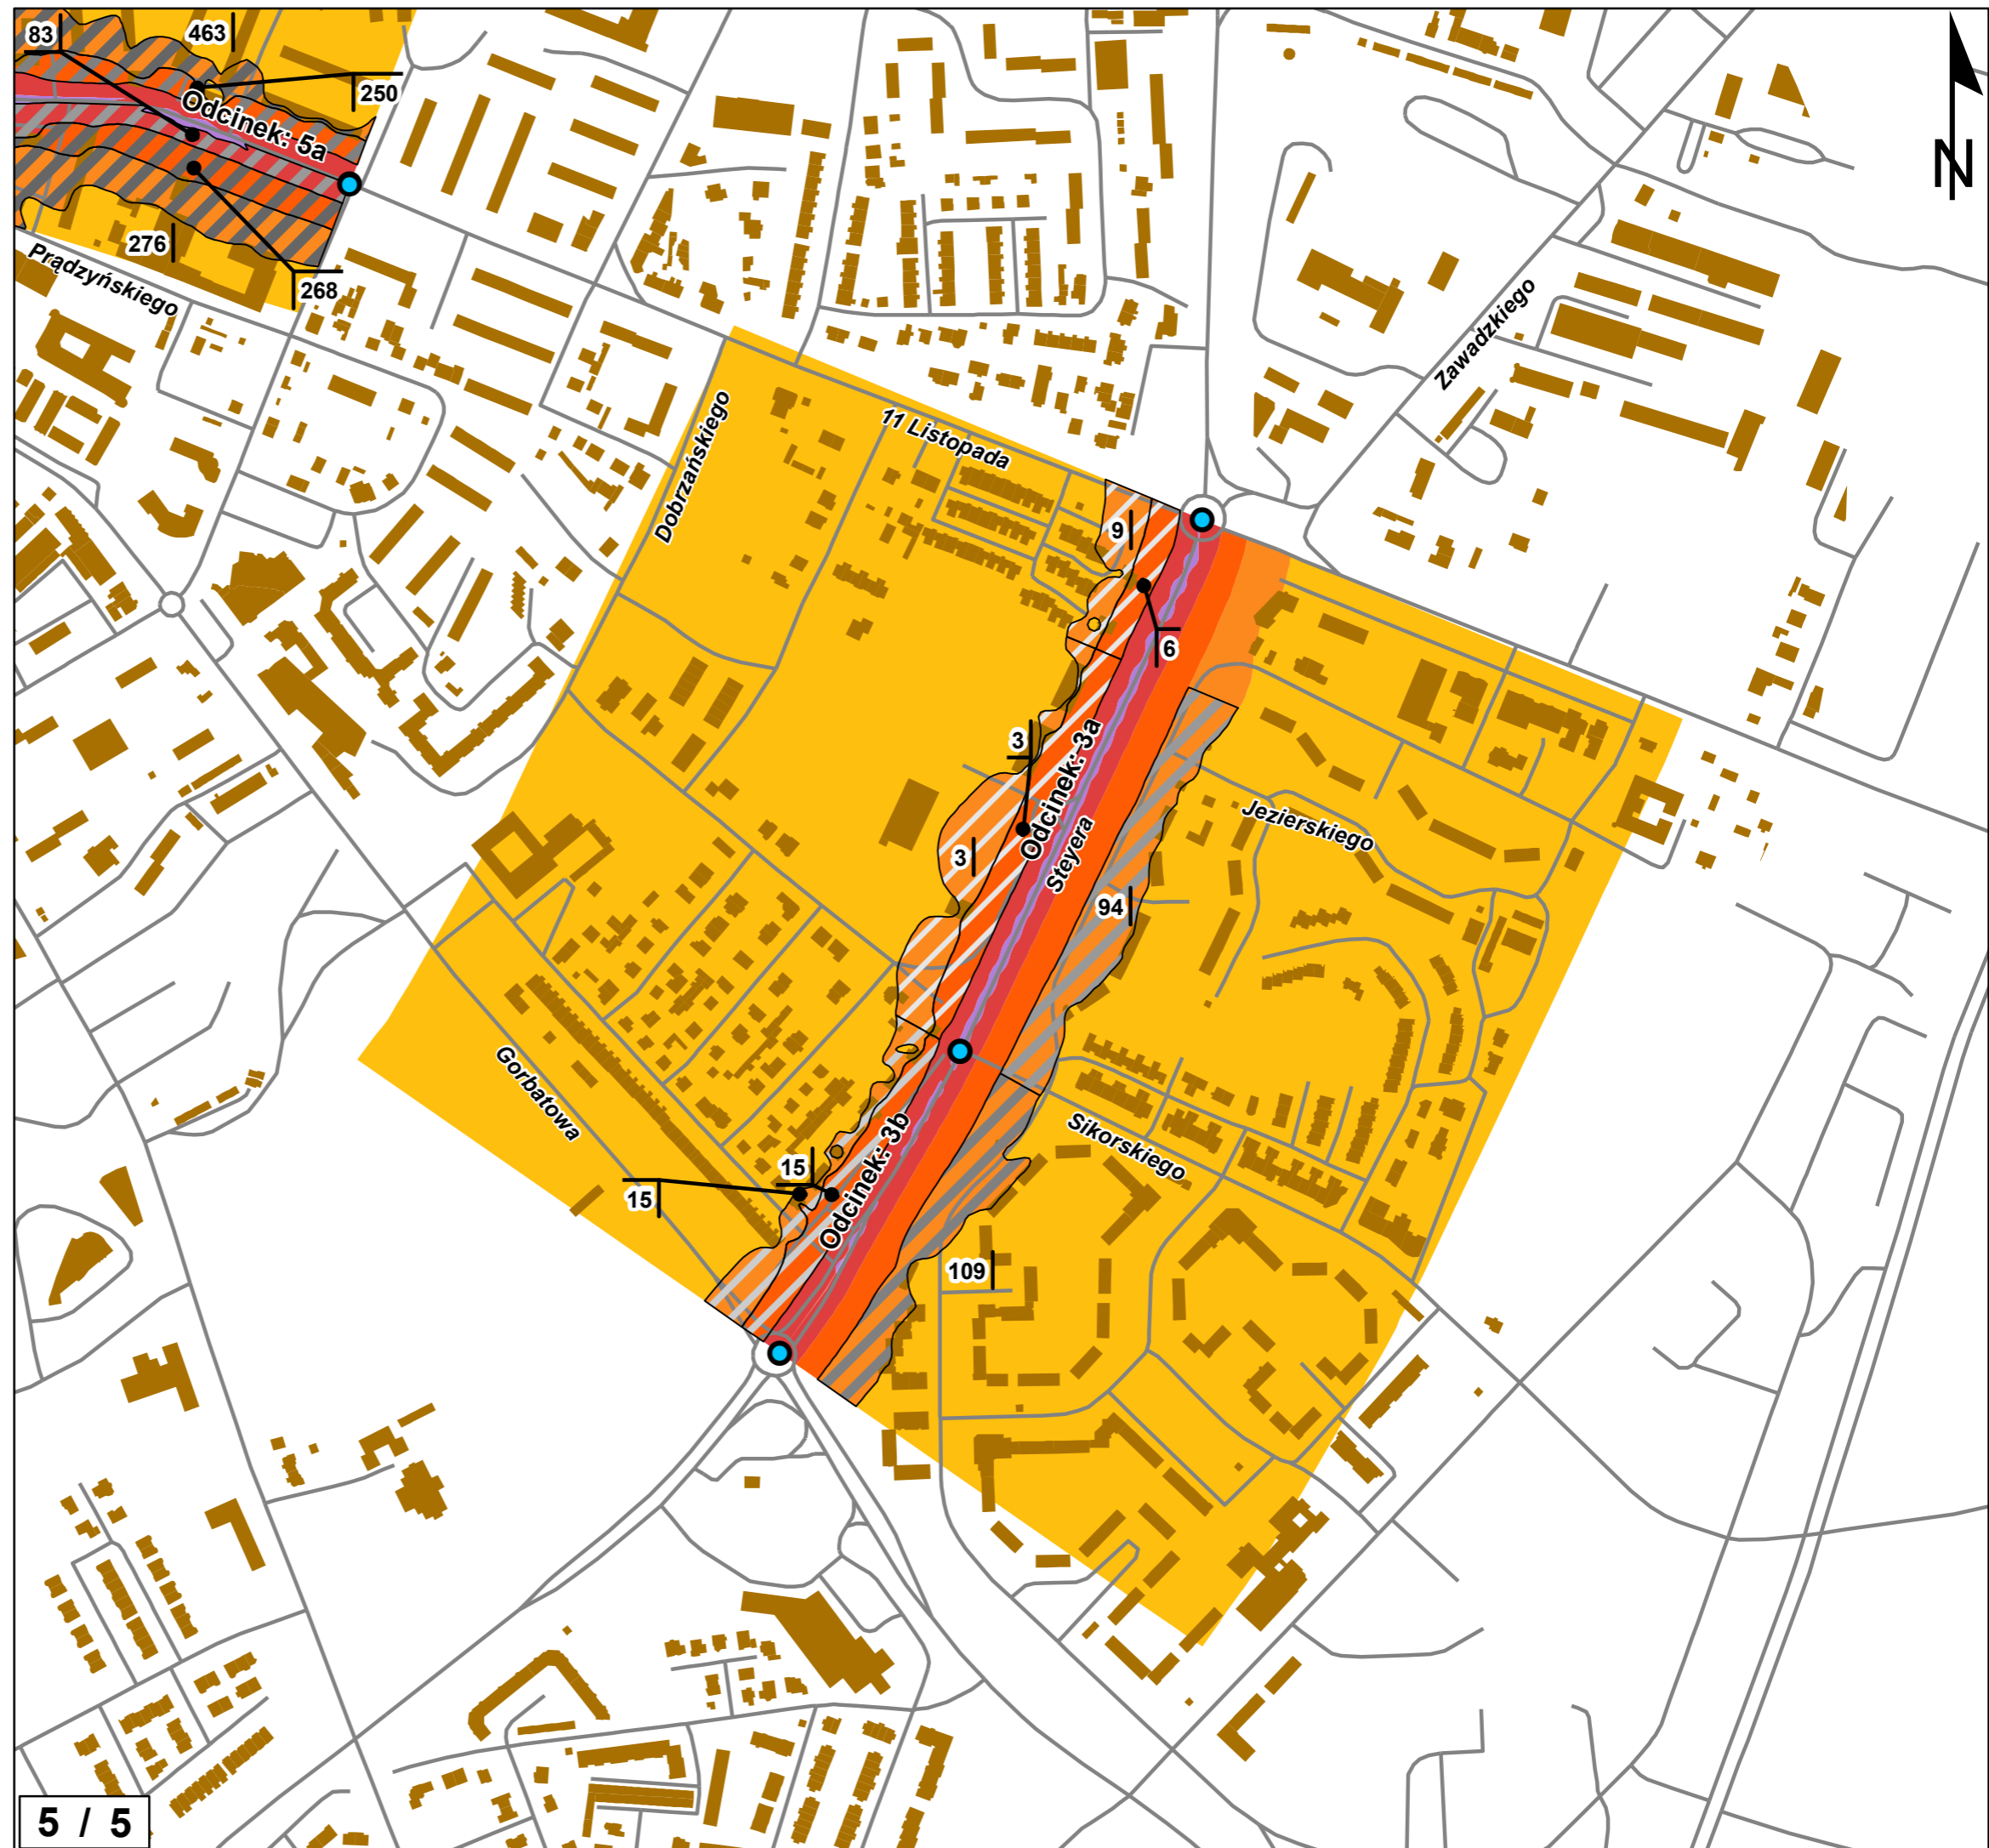 83
463
250
Odcinek: 5a
N
276
268
Prądzyńskiego
Zawadzkiego
Dobrzańskiego
11 Listopada
9
6
3
Odcinek: 3a
Jezierskiego
3
Steyera
94
Gorbatowa
Odcinek: 3b
Sikorskiego
15
15
109
5 / 5